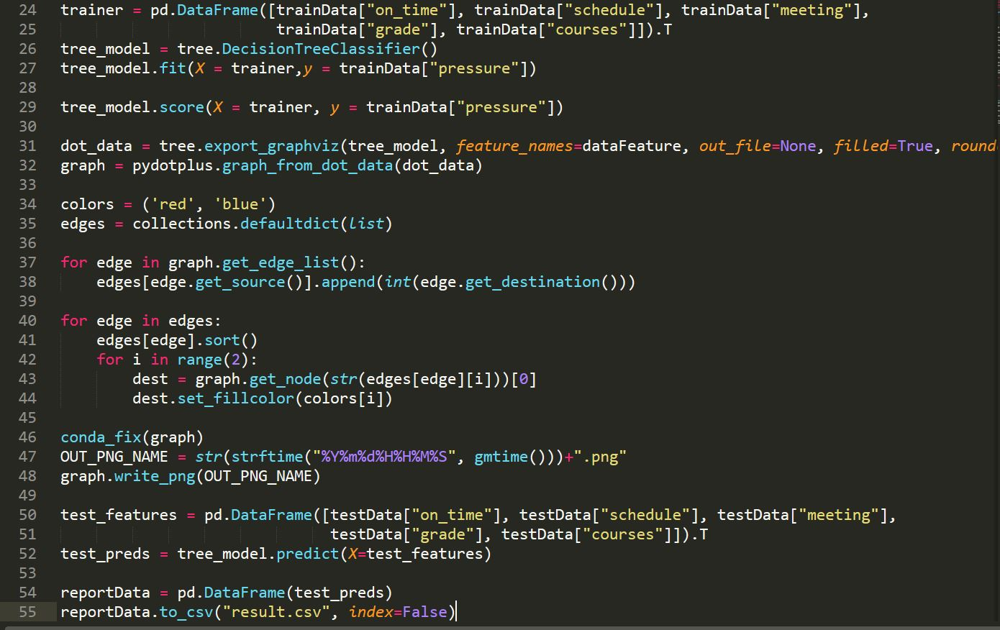 24 trainer = pd.DataFrame([trainData["on_time"], trainData["schedule"], trainData["meeting"],
25                         trainData["grade"], trainData["courses"]]).T
26 tree_model = tree.DecisionTreeClassifier()
27 tree_model.fit(X = trainer,y = trainData["pressure"])
28
29 tree_model.score(X = trainer, y = trainData["pressure"])
30
31 dot_data = tree.export_graphviz(tree_model, feature_names=dataFeature, out_file=None, filled=True, round
32 graph = pydotplus.graph_from_dot_data(dot_data)
33
34 colors = ('red', 'blue')
35 edges = collections.defaultdict(list)
36
37 for edge in graph.get_edge_list():
38     edges[edge.get_source()].append(int(edge.get_destination()))
39
40 for edge in edges:
41     edges[edge].sort()
42     for i in range(2):
43         dest = graph.get_node(str(edges[edge][i]))[0]
44         dest.set_fillcolor(colors[i])
45
46 conda_fix(graph)
47 OUT_PNG_NAME = str(strftime("%Y%m%d%H%H%M%S", gmtime()))+".png"
48 graph.write_png(OUT_PNG_NAME)
49
50 test_features = pd.DataFrame([testData["on_time"], testData["schedule"], testData["meeting"],
51                               testData["grade"], testData["courses"]]).T
52 test_preds = tree_model.predict(X=test_features)
53
54 reportData = pd.DataFrame(test_preds)
55 reportData.to_csv("result.csv", index=False)